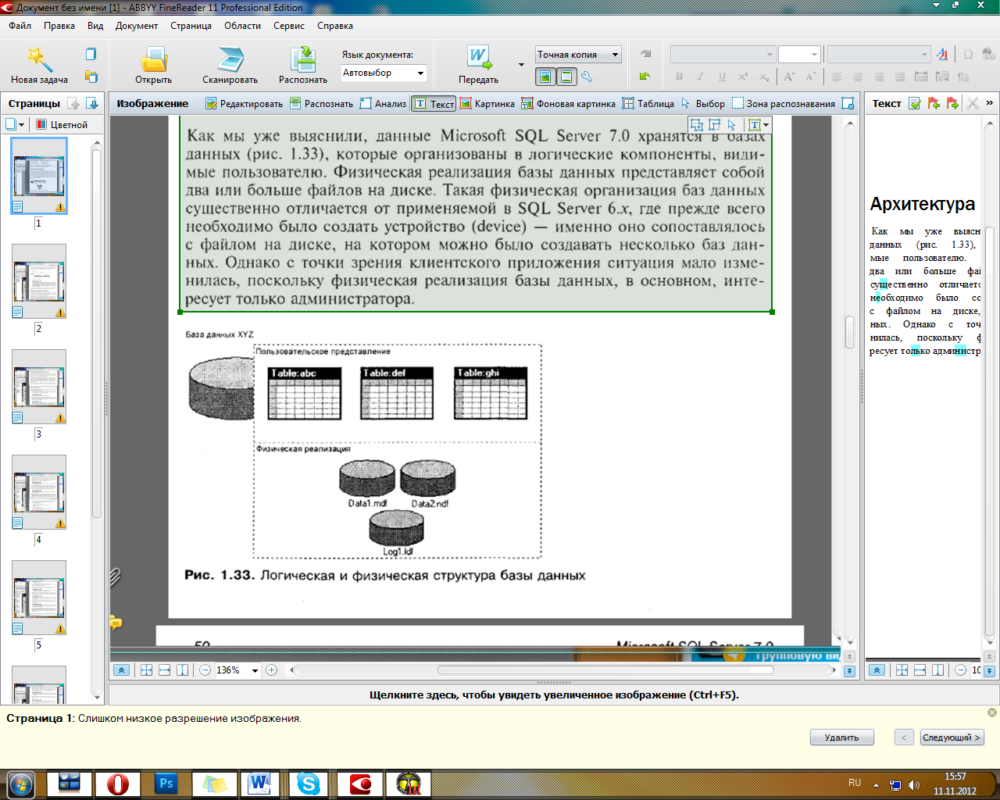 Документ без имени [1] - ABBYY FineReader 11 Professional Edition
Файл Правка Вид Документ Страница Области Сервис Справка
Новая задача
Открыть
Сканировать
Распознать
Язык документа:
Автовыбор
Передать
Точная копия
Страницы
Изображение
Редактировать Распознать Анализ Текст Картинка Фоновая картинка Таблица Выбор Зона распознавания
Текст
Цветной
1
2
3
4
5
Как мы уже выяснили, данные Microsoft SQL Server 7.0 хранятся в базах
данных (рис. 1.33), которые организованы в логические компоненты, види-
мые пользователю. Физическая реализация базы данных представляет собой
два или больше файлов на диске. Такая физическая организация баз данных
существенно отличается от применяемой в SQL Server 6.x, где прежде всего
необходимо было создать устройство (device) — именно оно сопоставлялось
с файлом на диске, на котором можно было создавать несколько баз дан-
ных. Однако с точки зрения клиентского приложения ситуация мало изме-
нилась, поскольку физическая реализация базы данных, в основном, инте-
ресует только администратора.
База данных XYZ
Пользовательское представление
Table:abc Table:def Table:ghi
Физическая реализация
Data1.mdf Data2.ndf
Log1.ldf
Рис. 1.33. Логическая и физическая структура базы данных
50 Microsoft SQL Server 7.0
групповую ви
136%
Архитектура
Как мы уже выясн
данных (рис. 1.33),
мые пользователю.
два или больше фай
существенно отличаетс
необходимо было со
с файлом на диске,
ных. Однако с точ
нилась, поскольку ф
ресует только администр
10
Щелкните здесь, чтобы увидеть увеличенное изображение (Ctrl+F5).
Страница 1: Слишком низкое разрешение изображения.
Удалить < Следующий >
RU
15:57
11.11.2012